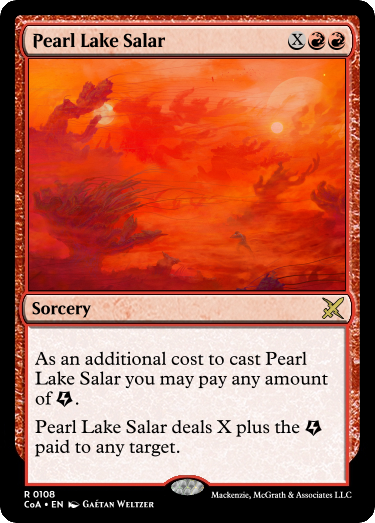 Pearl Lake Salar X
Sorcery
As an additional cost to cast Pearl
Lake Salar you may pay any amount
of .
Pearl Lake Salar deals X plus the
paid to any target.
R 0108
CoA • EN Gaétan Weltzer
Mackenzie, McGrath & Associates LLC